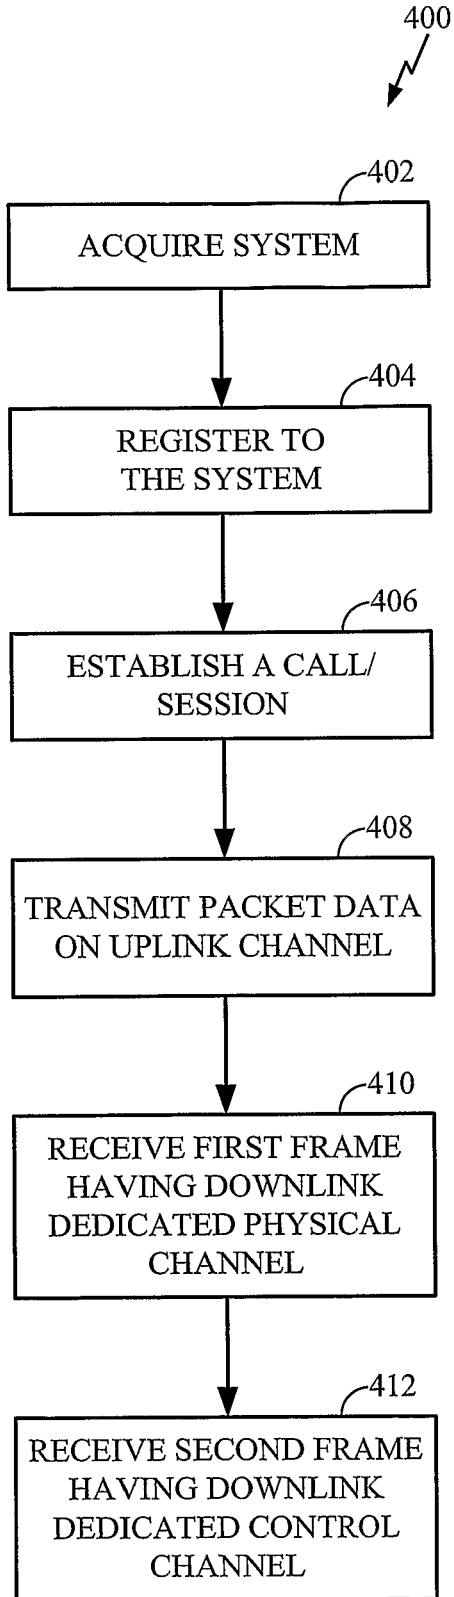 400
402
ACQUIRE SYSTEM
404
REGISTER TO
THE SYSTEM
406
ESTABLISH A CALL/
SESSION
408
TRANSMIT PACKET DATA
ON UPLINK CHANNEL
410
RECEIVE FIRST FRAME
HAVING DOWNLINK
DEDICATED PHYSICAL
CHANNEL
412
RECEIVE SECOND FRAME
HAVING DOWNLINK
DEDICATED CONTROL
CHANNEL